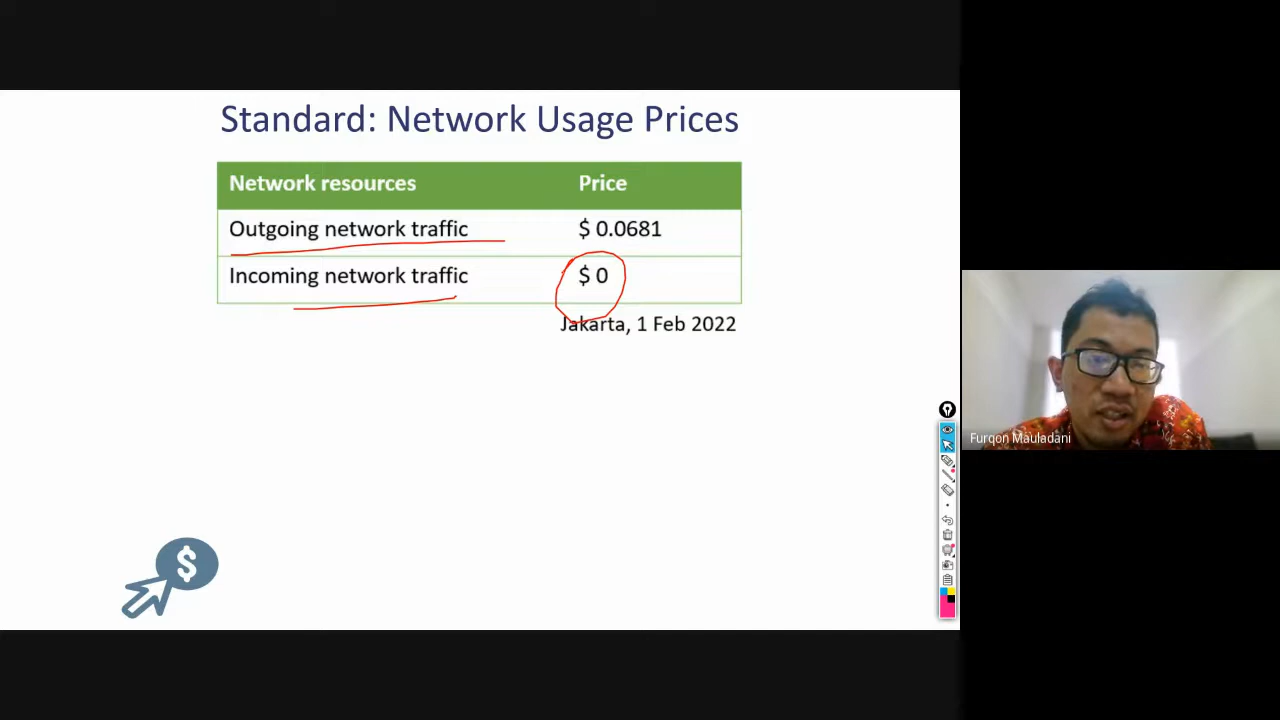 Standard: Network Usage Prices
Network resources Price
Outgoing network traffic $ 0.0681
Incoming network traffic $ 0
Jakarta, 1 Feb 2022
$
Furqon Mauladani